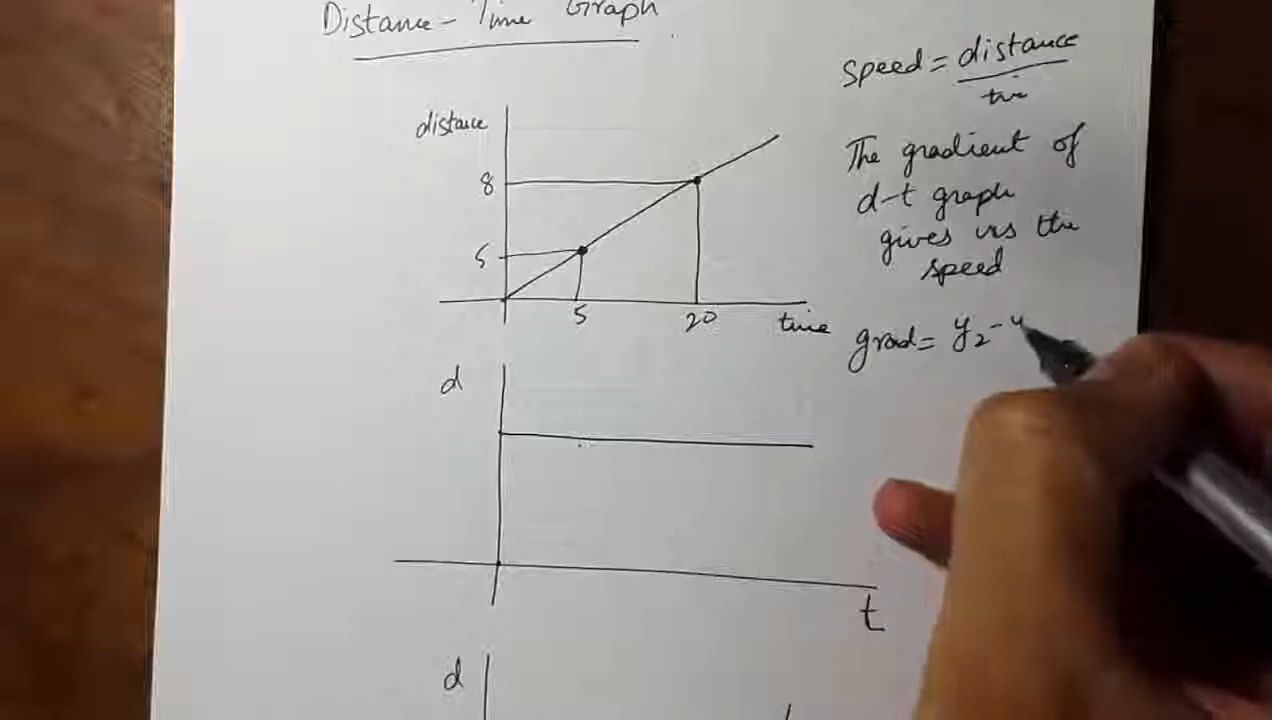 Distance - Time Graph
speed = distance
distance
The gradient of
8
d-t graph
gives us the
5
speed
5
20
time
grad = y₂ -
d
t
d